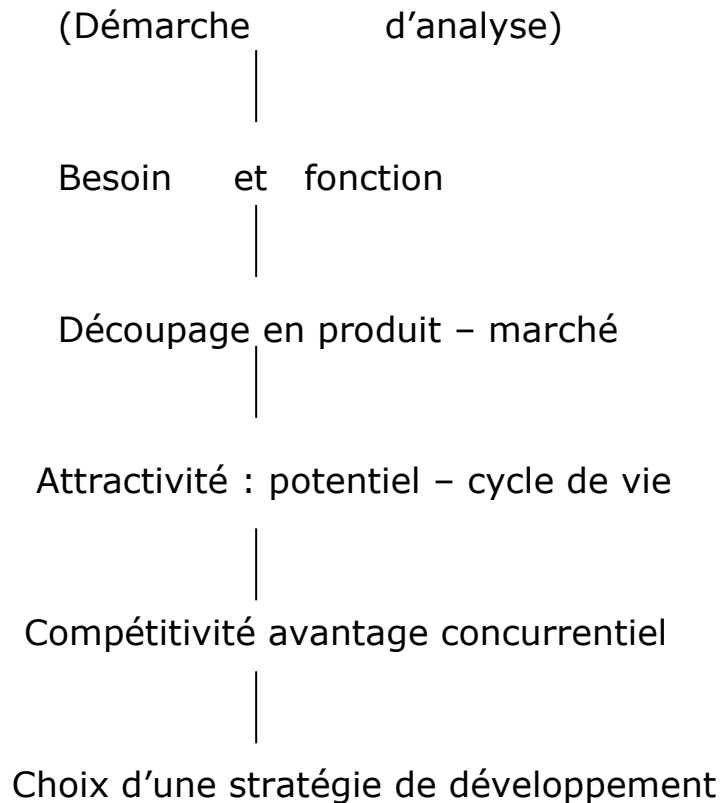 (Démarche d’analyse)
Besoin et fonction
Découpage en produit – marché
Attractivité : potentiel – cycle de vie
Compétitivité avantage concurrentiel
Choix d’une stratégie de développement